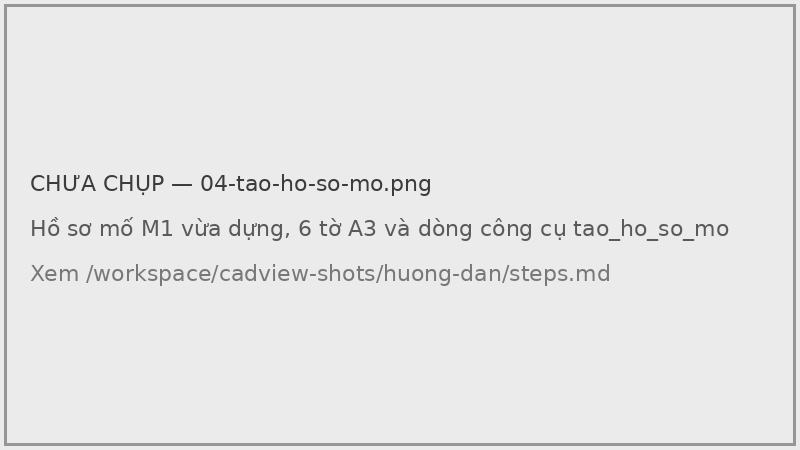 CHƯA CHỤP — 04-tao-ho-so-mo.png
Hồ sơ mố M1 vừa dựng, 6 tờ A3 và dòng công cụ tao_ho_so_mo
Xem /workspace/cadview-shots/huong-dan/steps.md